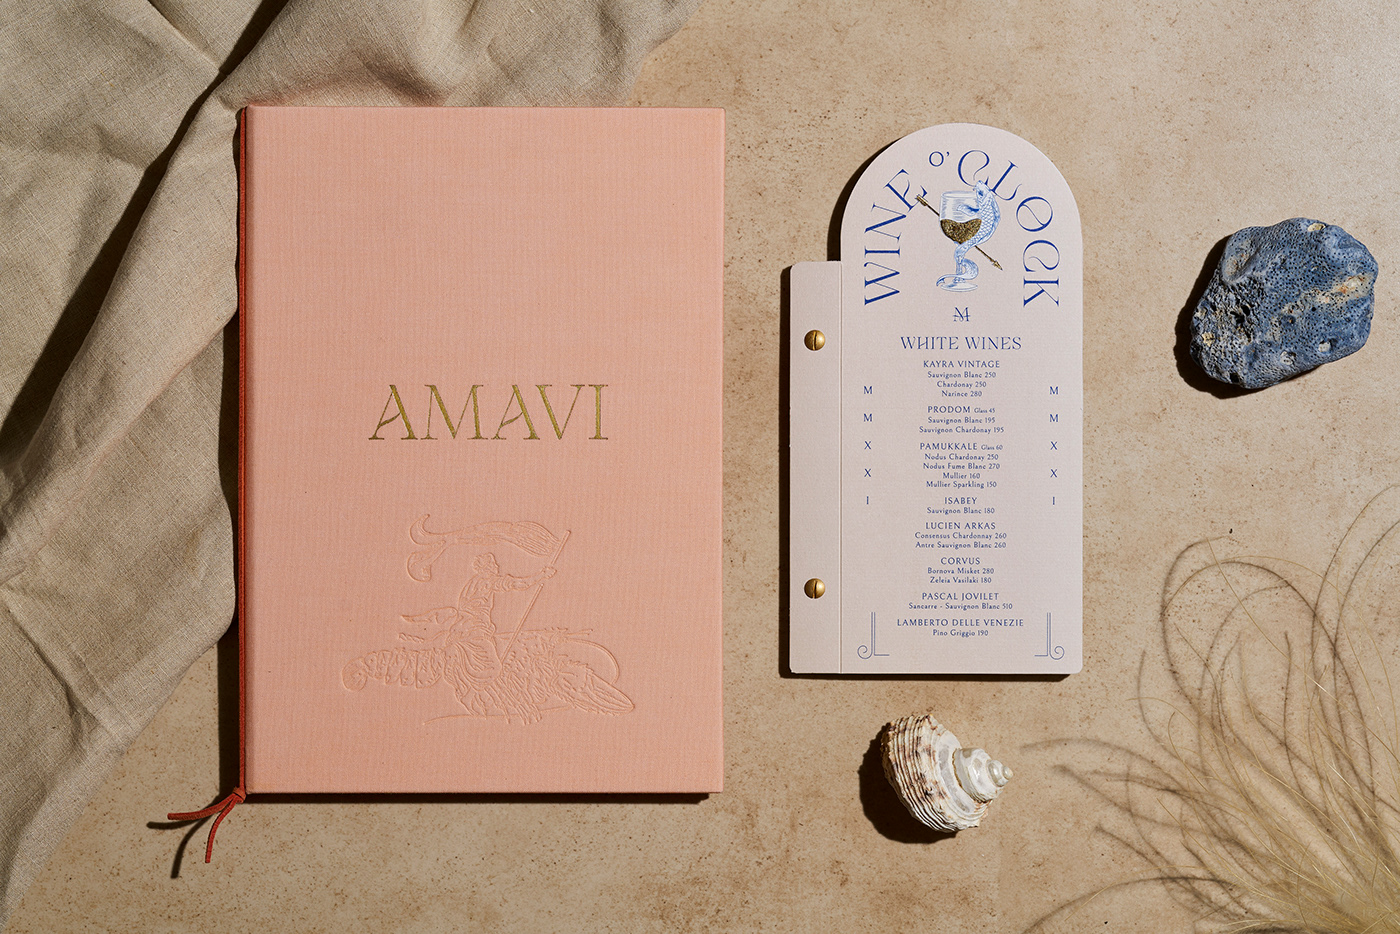 AMAVI
WINE O' CLOCK
M
WHITE WINES
KAYRA VINTAGE
Sauvignon Blanc 250
Chardonay 250
Narince 280
PRODOM Glass 45
Sauvignon Blanc 195
Sauvignon Chardonay 195
PAMUKKALE Glass 60
Nodus Chardonay 250
Nodus Fume Blanc 270
Mullier 160
Mullier Sparkling 150
ISABEY
Sauvignon Blanc 180
LUCIEN ARKAS
Consensus Chardonnay 260
Antre Sauvignon Blanc 260
CORVUS
Bornova Misket 280
Zeleia Vasilaki 180
PASCAL JOVILET
Sancarre - Sauvignon Blanc 510
LAMBERTO DELLE VENEZIE
Pino Griggio 190
M M
M M
X X
X X
I I